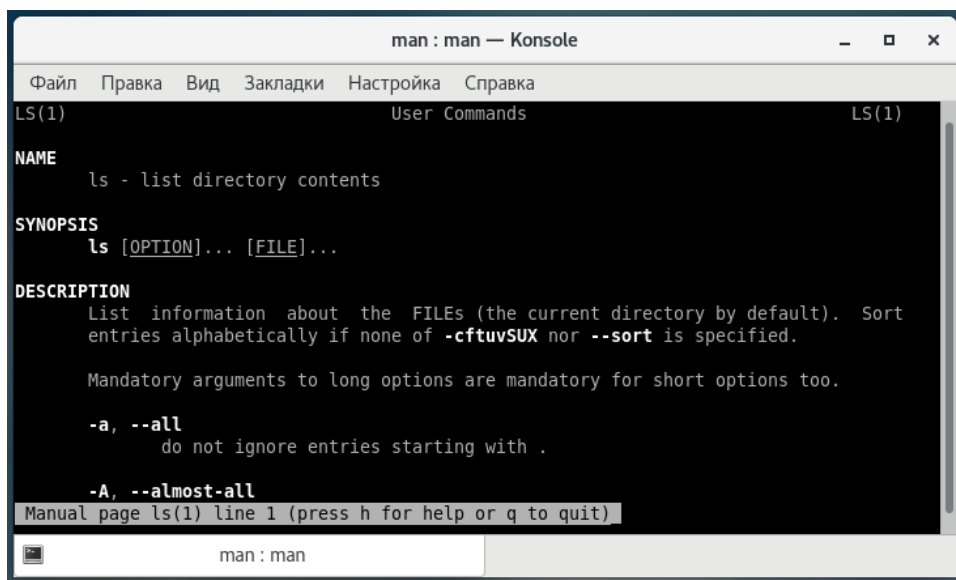 man : man — Konsole
Файл Правка Вид Закладки Настройка Справка
LS(1) User Commands LS(1)
NAME
ls - list directory contents
SYNOPSIS
ls [OPTION]... [FILE]...
DESCRIPTION
List information about the FILEs (the current directory by default). Sort
entries alphabetically if none of -cftuvSUX nor --sort is specified.
Mandatory arguments to long options are mandatory for short options too.
-a, --all
do not ignore entries starting with .
-A, --almost-all
Manual page ls(1) line 1 (press h for help or q to quit)
man : man